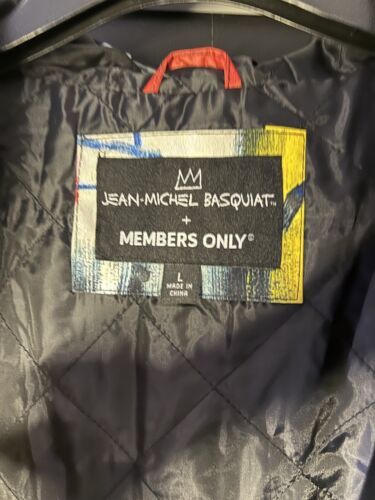 JEAN-MICHEL BASQUIAT™
+
MEMBERS ONLY®
L
MADE IN
CHINA